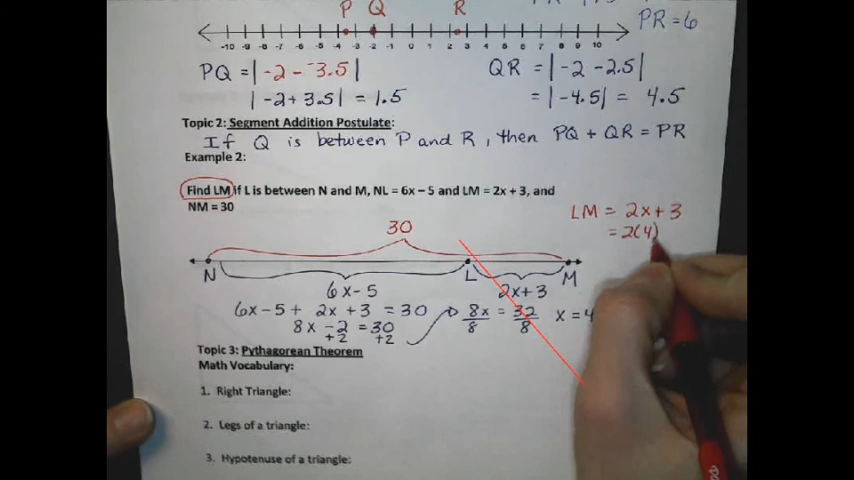 P Q R
PR = 6
-10 -9 -8 -7 -6 -5 -4 -3 -2 -1 0 1 2 3 4 5 6 7 8 9 10
PQ = |-2 - -3.5| QR = |-2 - 2.5|
|-2 + 3.5| = 1.5 = |-4.5| = 4.5
Topic 2: Segment Addition Postulate:
If Q is between P and R, then PQ + QR = PR
Example 2:
Find LM if L is between N and M, NL = 6x – 5 and LM = 2x + 3, and
NM = 30
LM = 2x + 3
= 2(4)
30
N L M
6x - 5 2x + 3
6x - 5 + 2x + 3 = 30
8x - 2 = 30
+2 +2
8x = 32 x = 4
8 8
Topic 3: Pythagorean Theorem
Math Vocabulary:
1. Right Triangle:
2. Legs of a triangle:
3. Hypotenuse of a triangle: